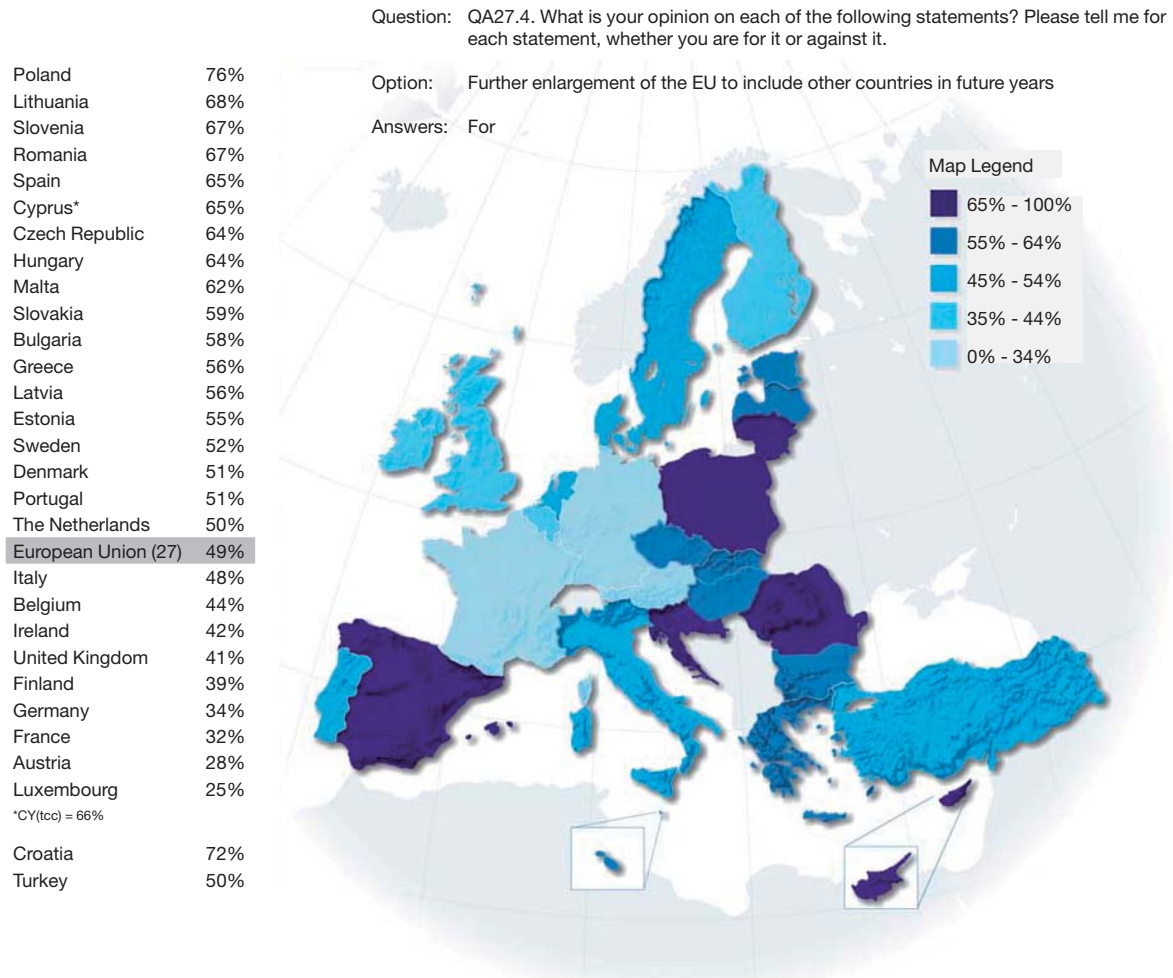 Question: QA27.4. What is your opinion on each of the following statements? Please tell me for
each statement, whether you are for it or against it.
Option: Further enlargement of the EU to include other countries in future years
Answers: For
Poland 76%
Lithuania 68%
Slovenia 67%
Romania 67%
Spain 65%
Cyprus* 65%
Czech Republic 64%
Hungary 64%
Malta 62%
Slovakia 59%
Bulgaria 58%
Greece 56%
Latvia 56%
Estonia 55%
Sweden 52%
Denmark 51%
Portugal 51%
The Netherlands 50%
European Union (27) 49%
Italy 48%
Belgium 44%
Ireland 42%
United Kingdom 41%
Finland 39%
Germany 34%
France 32%
Austria 28%
Luxembourg 25%
*CY(tcc) = 66%
Croatia 72%
Turkey 50%
Map Legend
65% - 100%
55% - 64%
45% - 54%
35% - 44%
0% - 34%